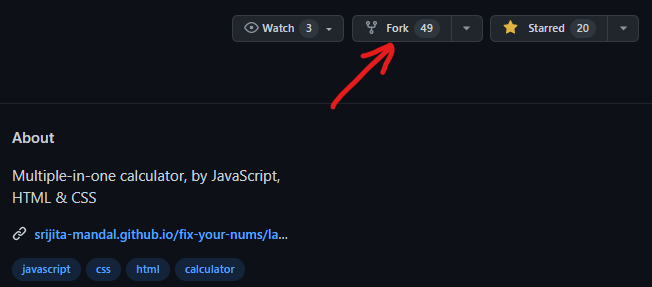 Watch 3 Fork 49 Starred 20
About
Multiple-in-one calculator, by JavaScript,
HTML & CSS
srijita-mandal.github.io/fix-your-nums/la...
javascript css html calculator